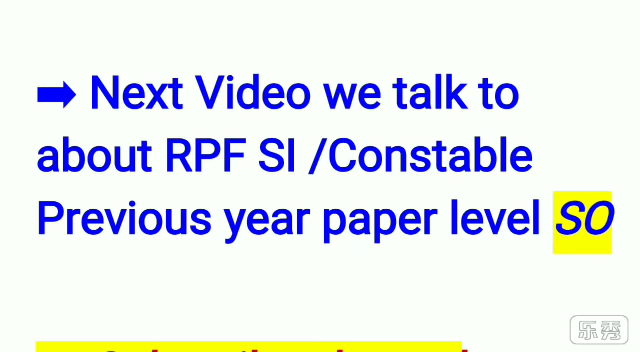 ➡ Next Video we talk to
about RPF SI /Constable
Previous year paper level SO
乐秀